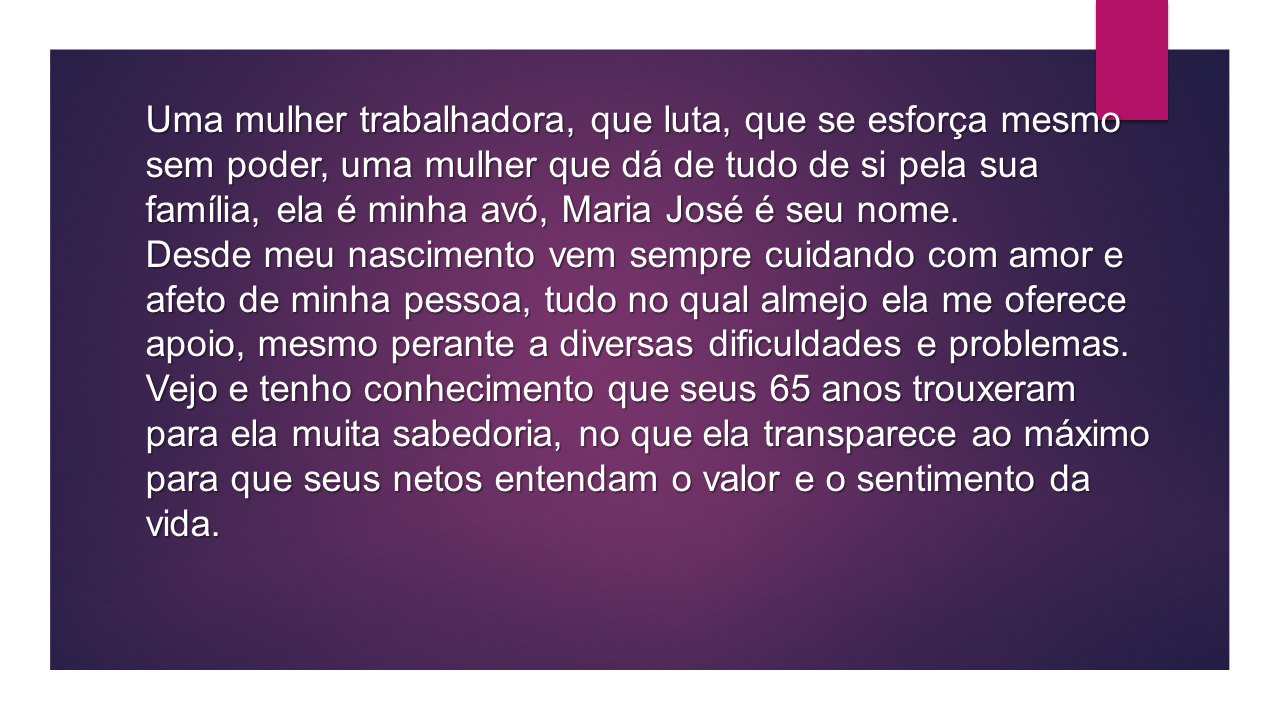 Uma mulher trabalhadora, que luta, que se esforça mesmo
sem poder, uma mulher que dá de tudo de si pela sua
família, ela é minha avó, Maria José é seu nome.
Desde meu nascimento vem sempre cuidando com amor e
afeto de minha pessoa, tudo no qual almejo ela me oferece
apoio, mesmo perante a diversas dificuldades e problemas.
Vejo e tenho conhecimento que seus 65 anos trouxeram
para ela muita sabedoria, no que ela transparece ao máximo
para que seus netos entendam o valor e o sentimento da
vida.